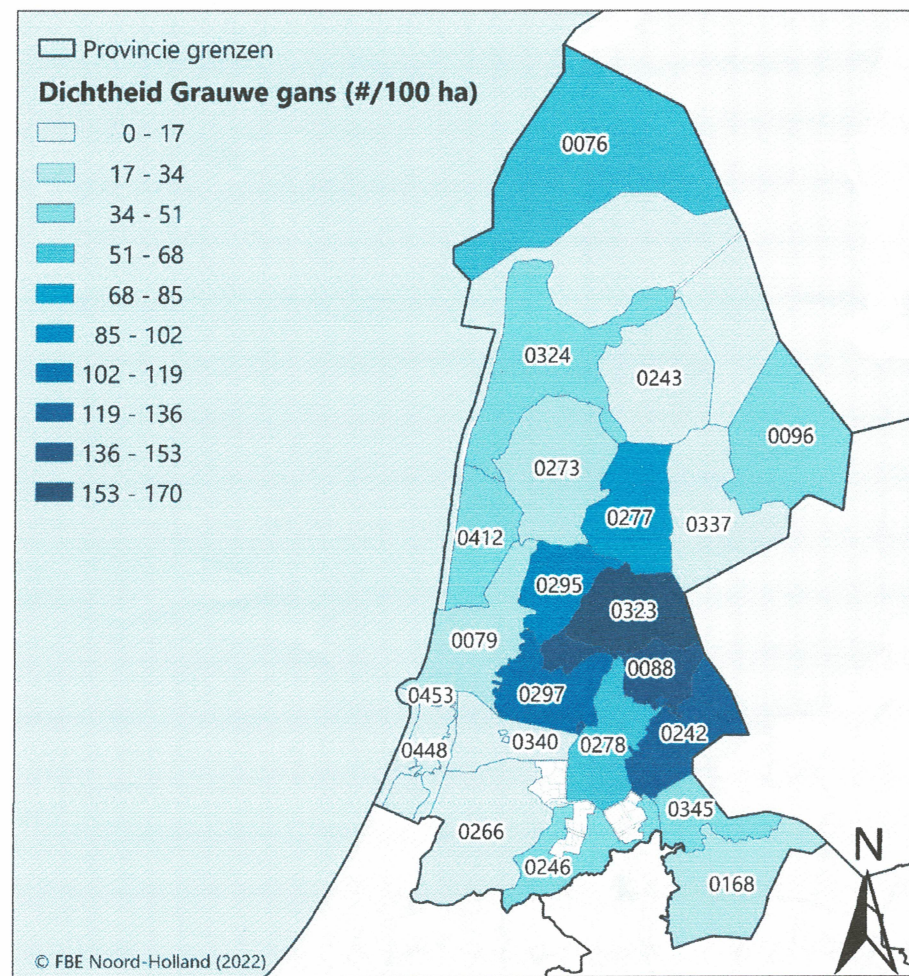 Provincie grenzen
Dichtheid Grauwe gans (#/100 ha)
0 - 17
17 - 34
34 - 51
51 - 68
68 - 85
85 - 102
102 - 119
119 - 136
136 - 153
153 - 170
0076
0324
0243
0096
0273
0277
0337
0412
0295
0323
0079
0088
0453
0297
0448
0340
0278
0242
0345
0266
0246
0168
N
© FBE Noord-Holland (2022)